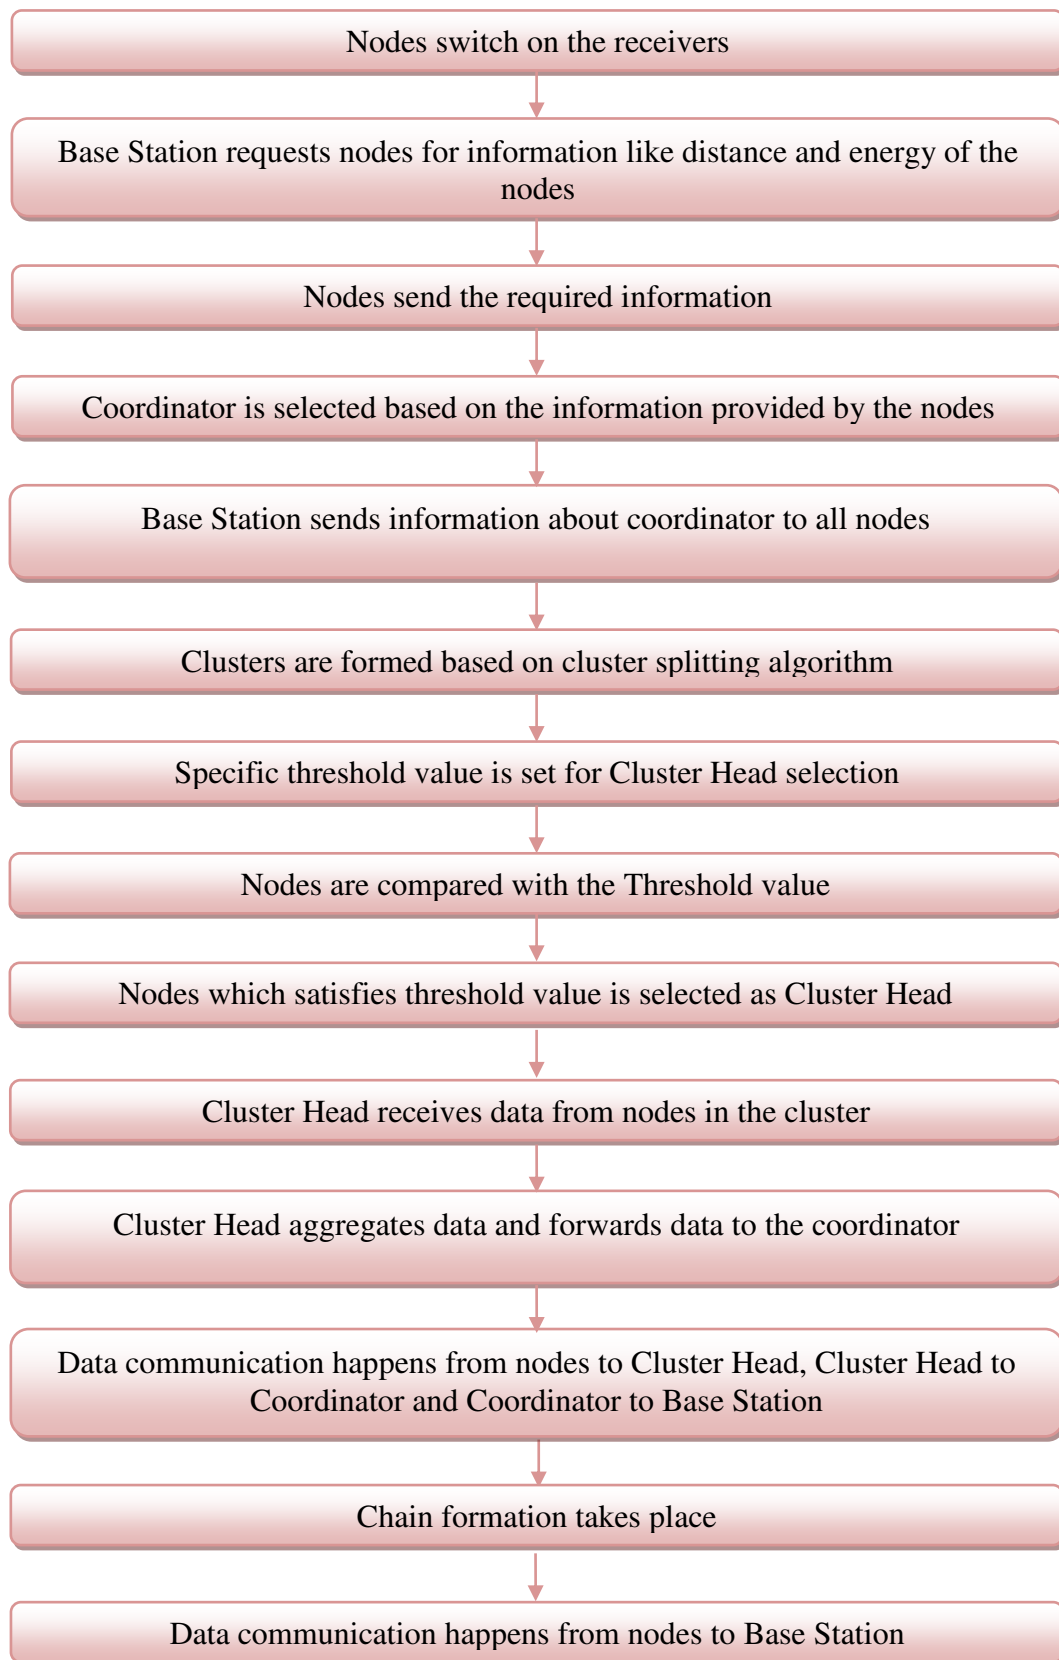 Nodes switch on the receivers
Base Station requests nodes for information like distance and energy of the
nodes
Nodes send the required information
Coordinator is selected based on the information provided by the nodes
Base Station sends information about coordinator to all nodes
Clusters are formed based on cluster splitting algorithm
Specific threshold value is set for Cluster Head selection
Nodes are compared with the Threshold value
Nodes which satisfies threshold value is selected as Cluster Head
Cluster Head receives data from nodes in the cluster
Cluster Head aggregates data and forwards data to the coordinator
Data communication happens from nodes to Cluster Head, Cluster Head to
Coordinator and Coordinator to Base Station
Chain formation takes place
Data communication happens from nodes to Base Station